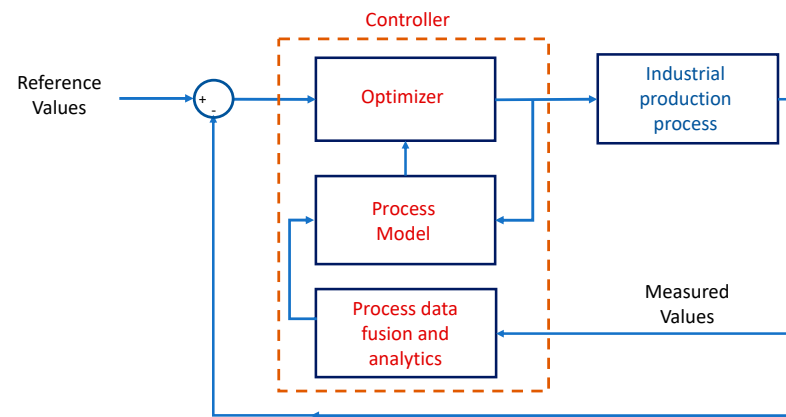 Controller
Reference
Values
+
-
Optimizer
Industrial
production
process
Process
Model
Process data
fusion and
analytics
Measured
Values